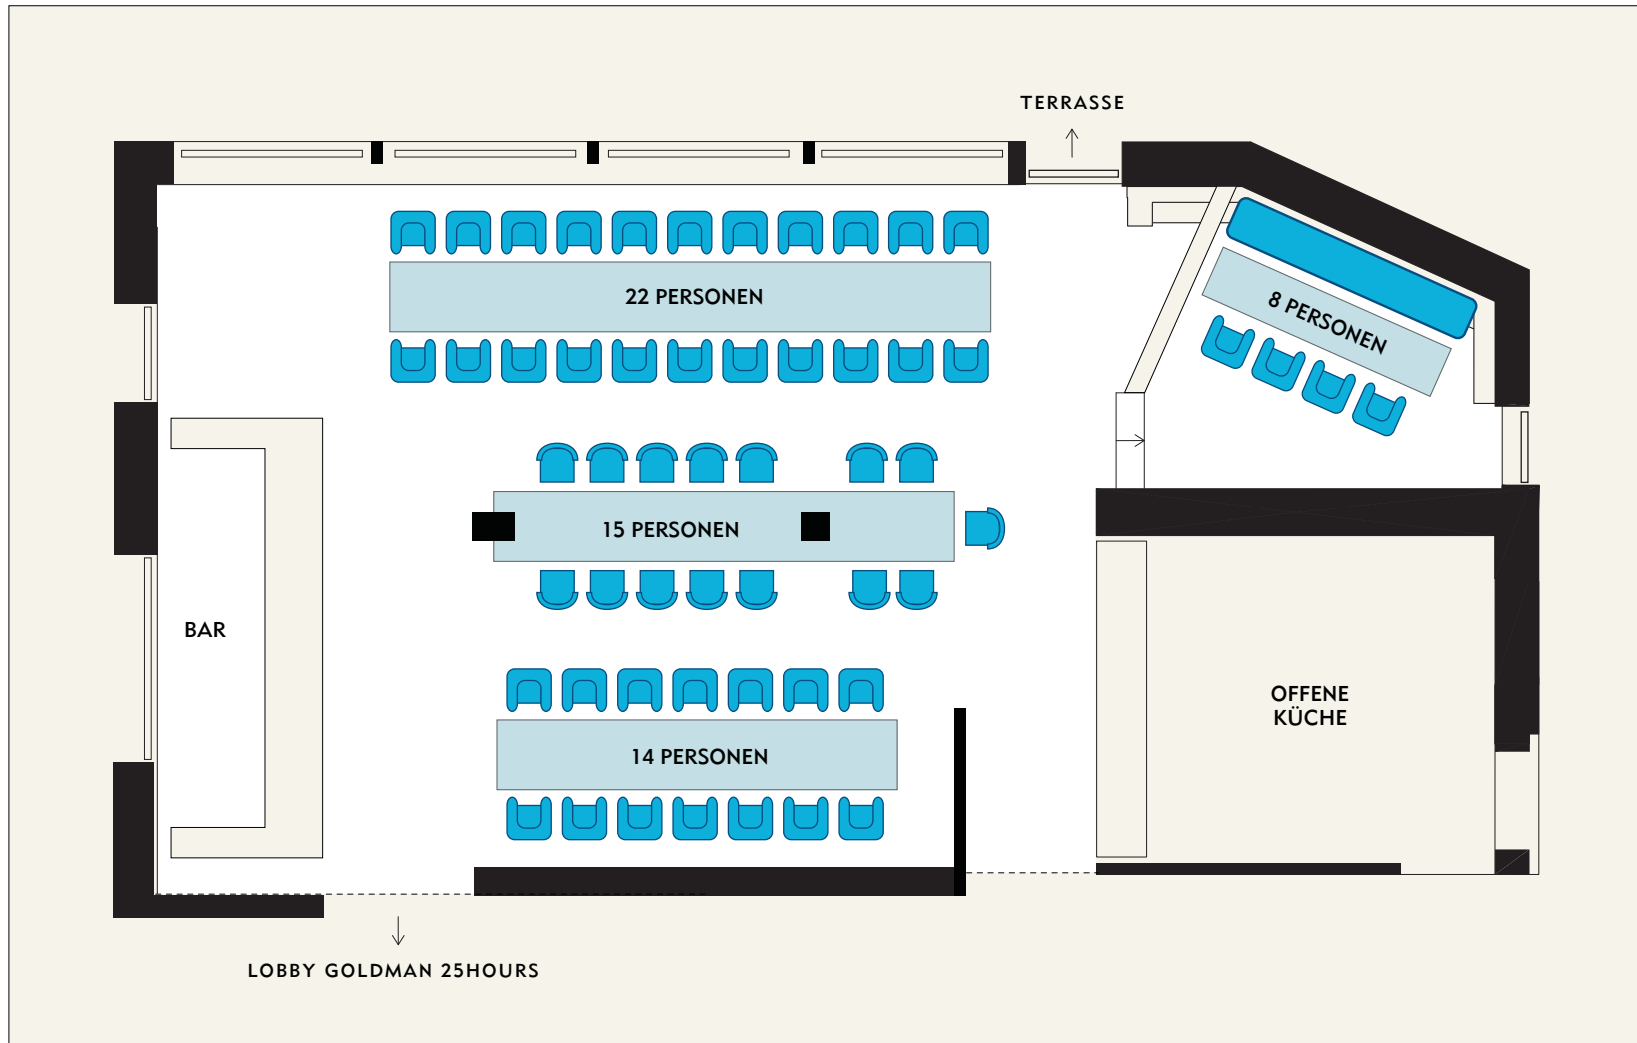 TERRASSE
22 PERSONEN
8 PERSONEN
15 PERSONEN
BAR
OFFENE
KÜCHE
14 PERSONEN
LOBBY GOLDMAN 25HOURS